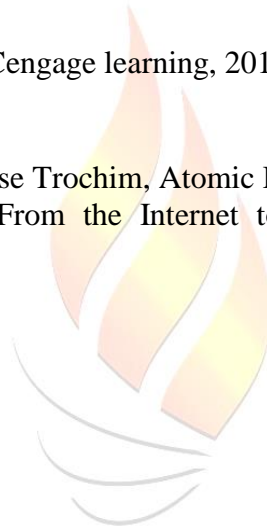 Cengage learning, 201
se Trochim, Atomic
From the Internet to